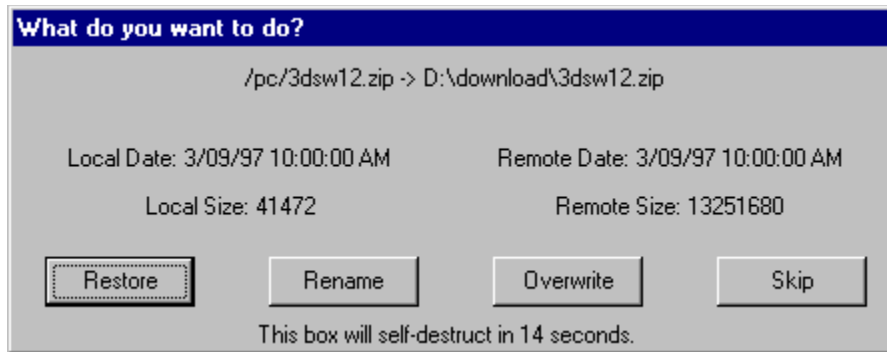 What do you want to do?
/pc/3dsw12.zip -> D:\download\3dsw12.zip
Local Date: 3/09/97 10:00:00 AM Remote Date: 3/09/97 10:00:00 AM
Local Size: 41472 Remote Size: 13251680
Restore Rename Overwrite Skip
This box will self-destruct in 14 seconds.